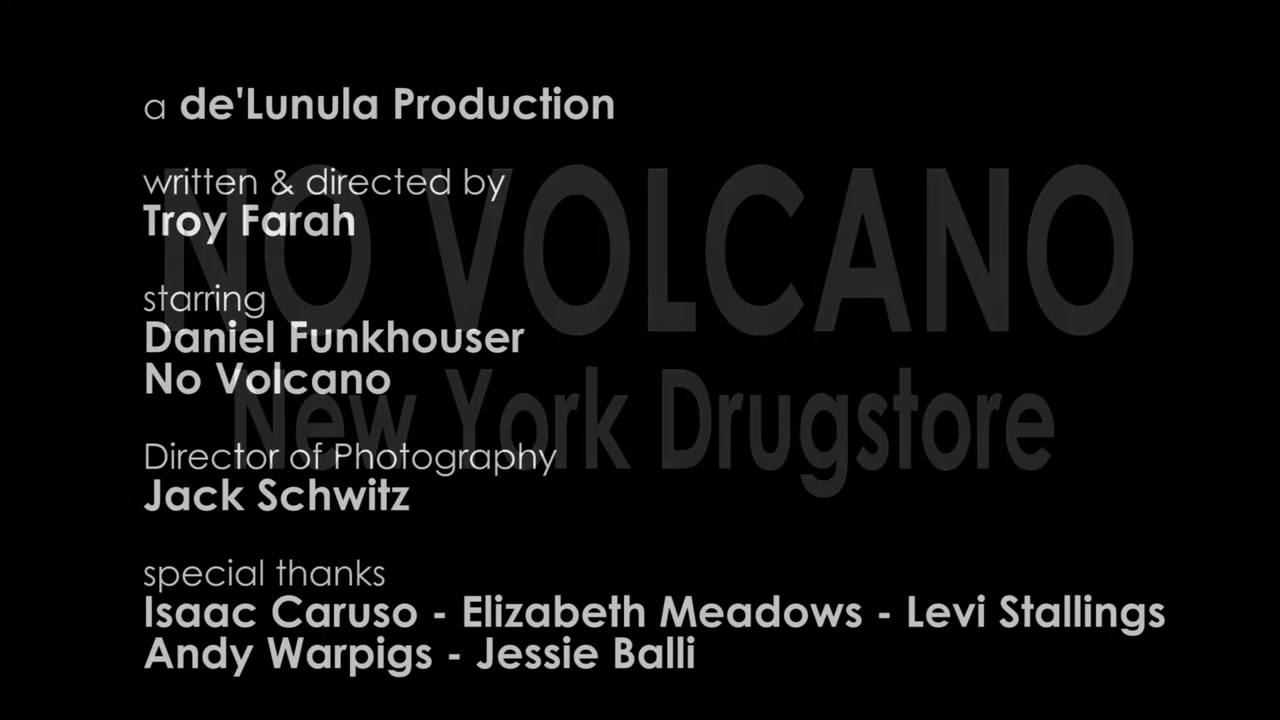 a de'Lunula Production
written & directed by
Troy Farah
starring
Daniel Funkhouser
No Volcano
Director of Photography
Jack Schwitz
special thanks
Isaac Caruso - Elizabeth Meadows - Levi Stallings
Andy Warpigs - Jessie Balli
NO VOLCANO
New York Drugstore